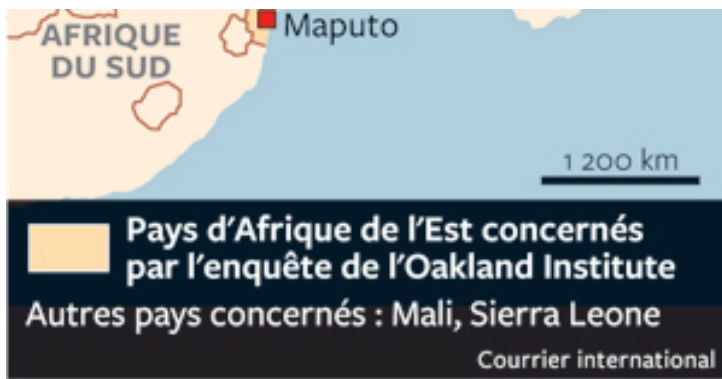 AFRIQUE
DU SUD
Maputo
1 200 km
Pays d'Afrique de l'Est concernés
par l'enquête de l'Oakland Institute
Autres pays concernés : Mali, Sierra Leone
Courrier international